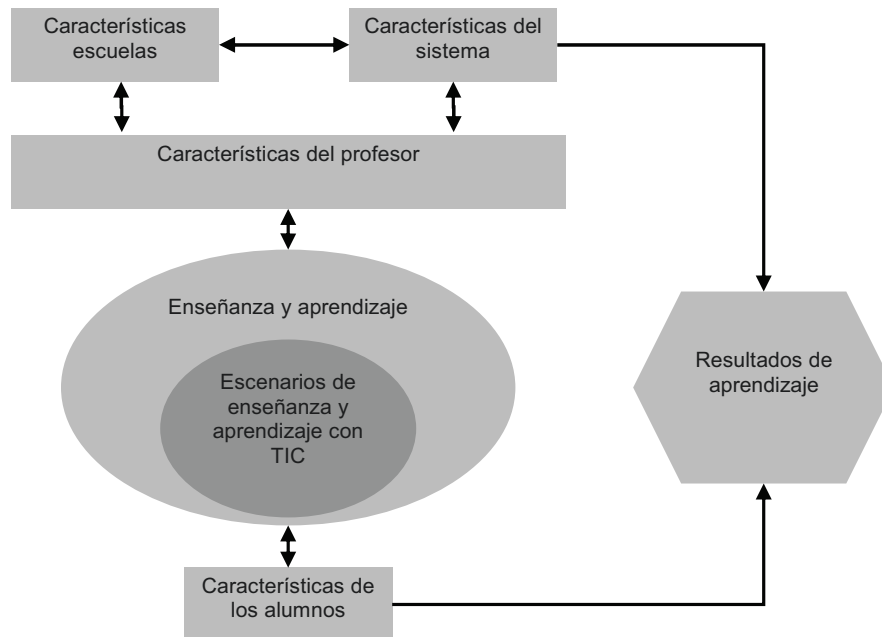 Características
escuelas
Características del
sistema
Características del profesor
Enseñanza y aprendizaje
Escenarios de
enseñanza y
aprendizaje con
TIC
Resultados de
aprendizaje
Características de
los alumnos